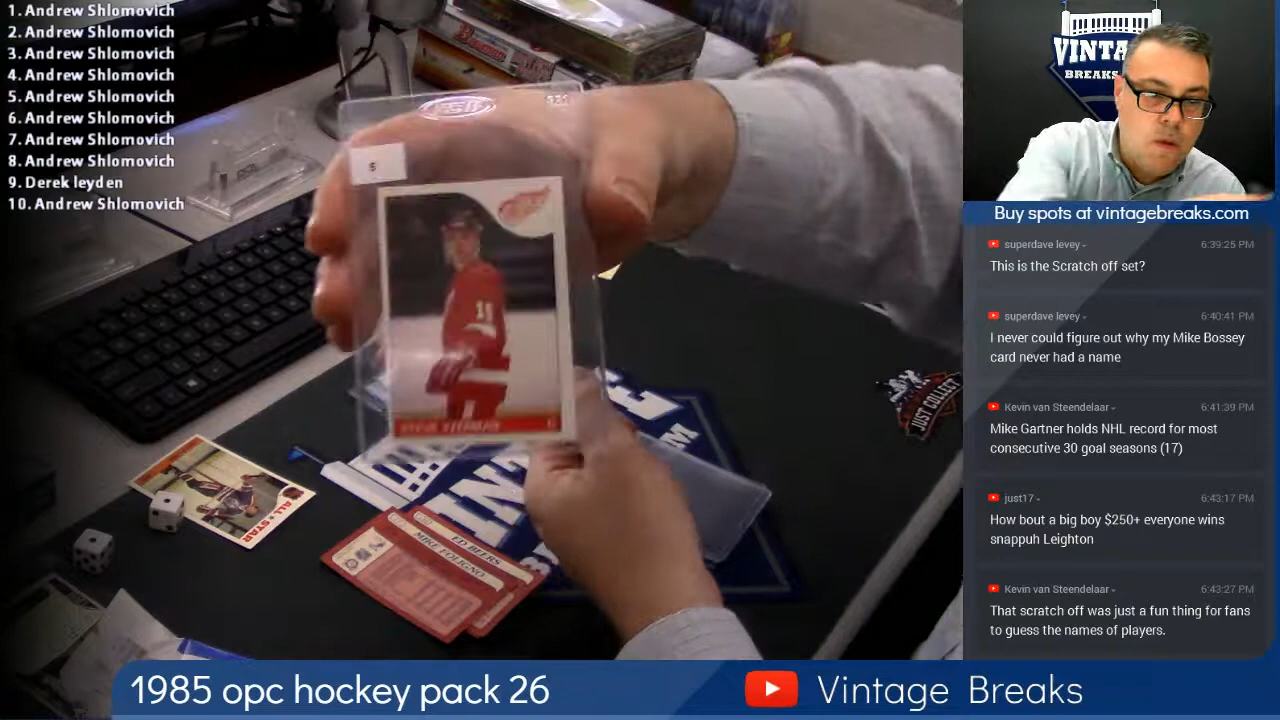 1. Andrew Shlomovich
2. Andrew Shlomovich
3. Andrew Shlomovich
4. Andrew Shlomovich
5. Andrew Shlomovich
6. Andrew Shlomovich
7. Andrew Shlomovich
8. Andrew Shlomovich
9. Derek leyden
10. Andrew Shlomovich
VINTA
BREAKS
Buy spots at vintagebreaks.com
superdave levey 6:39:25 PM
This is the Scratch off set?
superdave levey 6:40:41 PM
I never could figure out why my Mike Bossey
card never had a name
Kevin van Steendelaar 6:41:39 PM
Mike Gartner holds NHL record for most
consecutive 30 goal seasons (17)
just17 6:43:17 PM
How bout a big boy $250+ everyone wins
snappuh Leighton
Kevin van Steendelaar 6:43:27 PM
That scratch off was just a fun thing for fans
to guess the names of players.
STEVE YZERMAN
JUST COLLECT
ALL★STAR
ED BEERS
MIKE FOLIGNO
1985 opc hockey pack 26
Vintage Breaks